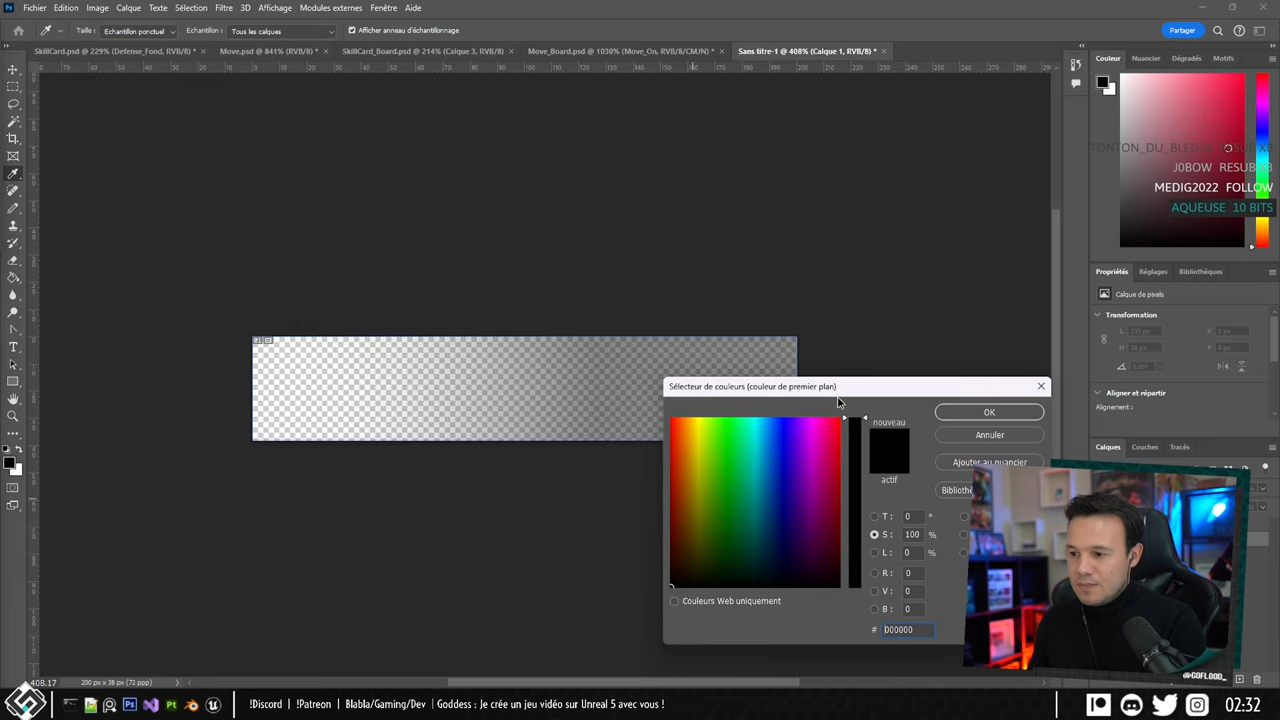 Fichier Edition Image Calque Texte Sélection Filtre 3D Affichage Modules externes Fenêtre Aide
Taille : Echantillon ponctuel Echantillon : Tous les calques Afficher anneau d'échantillonnage Partager
SkillCard.psd @ 229% (Defense_Fond, RVB/8) * × Move.psd @ 841% (RVB/8) * × SkillCard_Board.psd @ 214% (Calque 3, RVB/8) × Move_Board.psd @ 1030% (Move_On, RVB/8/CMJN) * × Sans titre-1 @ 408% (Calque 1, RVB/8) * ×
Couleur Nuancier Dégradés Motifs
TONTON_DU_BLED
J0BOW RESUB X3
MEDIG2022 FOLLOW
AQUEUSE 10 BITS
Propriétés Réglages Bibliothèques
Calque de pixels
Transformation
Aligner et répartir
Alignement :
Calques Couches Tracés
Sélecteur de couleurs (couleur de premier plan)
nouveau
actif
OK
Annuler
Ajouter au nuancier
T : 0 °
S : 100 %
L : 0 %
R : 0
V : 0
B : 0
# 000000
Couleurs Web uniquement
408.17 200 px x 38 px (72 ppp)
@GOFLOOD_
!Discord !Patreon Blabla/Gaming/Dev Goddess : Je crée un jeu vidéo sur Unreal 5 avec vous ! 02:32